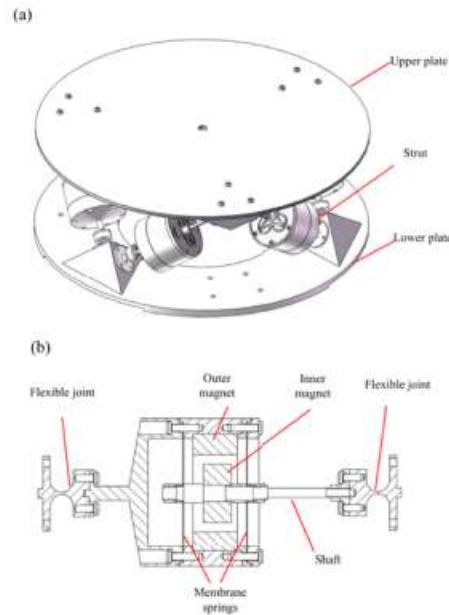 (a)
Upper plate
Strut
Lower plate
(b)
Outer
magnet
Inner
magnet
Flexible joint
Flexible joint
Shaft
Membrane
springs